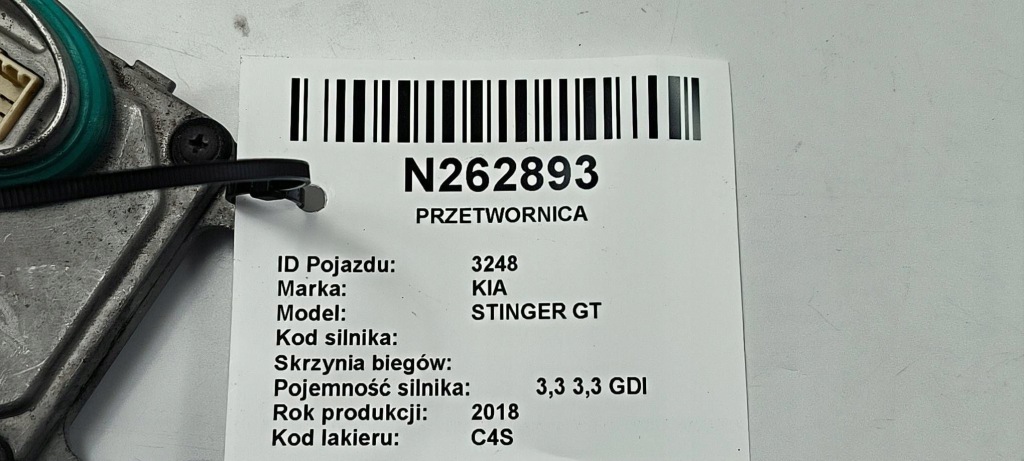 N262893
PRZETWORNICA
ID Pojazdu: 3248
Marka: KIA
Model: STINGER GT
Kod silnika:
Skrzynia biegów:
Pojemność silnika: 3,3 3,3 GDI
Rok produkcji: 2018
Kod lakieru: C4S